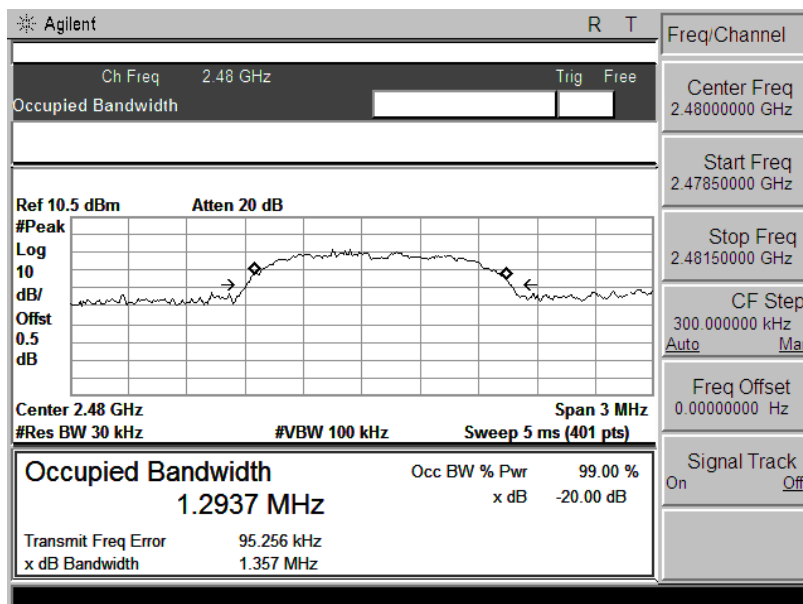 Agilent R T
Ch Freq 2.48 GHz Trig Free
Occupied Bandwidth
Ref 10.5 dBm Atten 20 dB
#Peak
Log
10
dB/
Offst
0.5
dB
Center 2.48 GHz Span 3 MHz
#Res BW 30 kHz #VBW 100 kHz Sweep 5 ms (401 pts)
Occupied Bandwidth Occ BW % Pwr 99.00 %
1.2937 MHz x dB -20.00 dB
Transmit Freq Error 95.256 kHz
x dB Bandwidth 1.357 MHz
Freq/Channel
Center Freq
2.48000000 GHz
Start Freq
2.47850000 GHz
Stop Freq
2.48150000 GHz
CF Step
300.000000 kHz
Auto Ma
Freq Offset
0.00000000 Hz
Signal Track
On Off